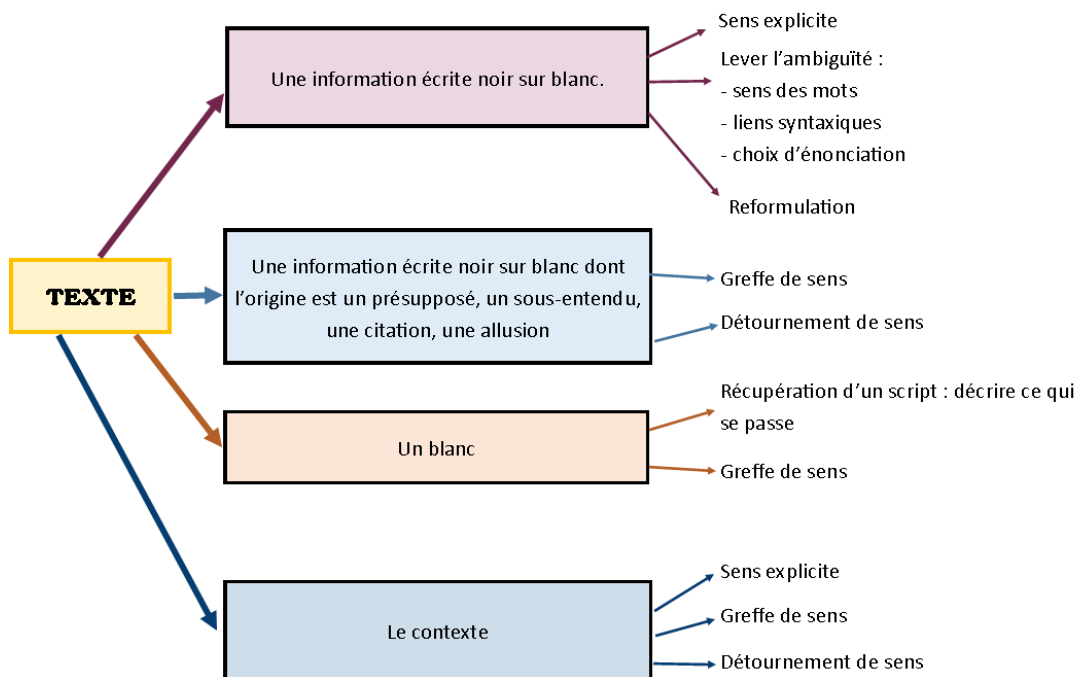 TEXTE
Une information écrite noir sur blanc.
Sens explicite
Lever l’ambiguïté :
- sens des mots
- liens syntaxiques
- choix d’énonciation
Reformulation
Une information écrite noir sur blanc dont
l’origine est un présupposé, un sous-entendu,
une citation, une allusion
Greffe de sens
Détournement de sens
Un blanc
Récupération d’un script : décrire ce qui
se passe
Greffe de sens
Le contexte
Sens explicite
Greffe de sens
Détournement de sens